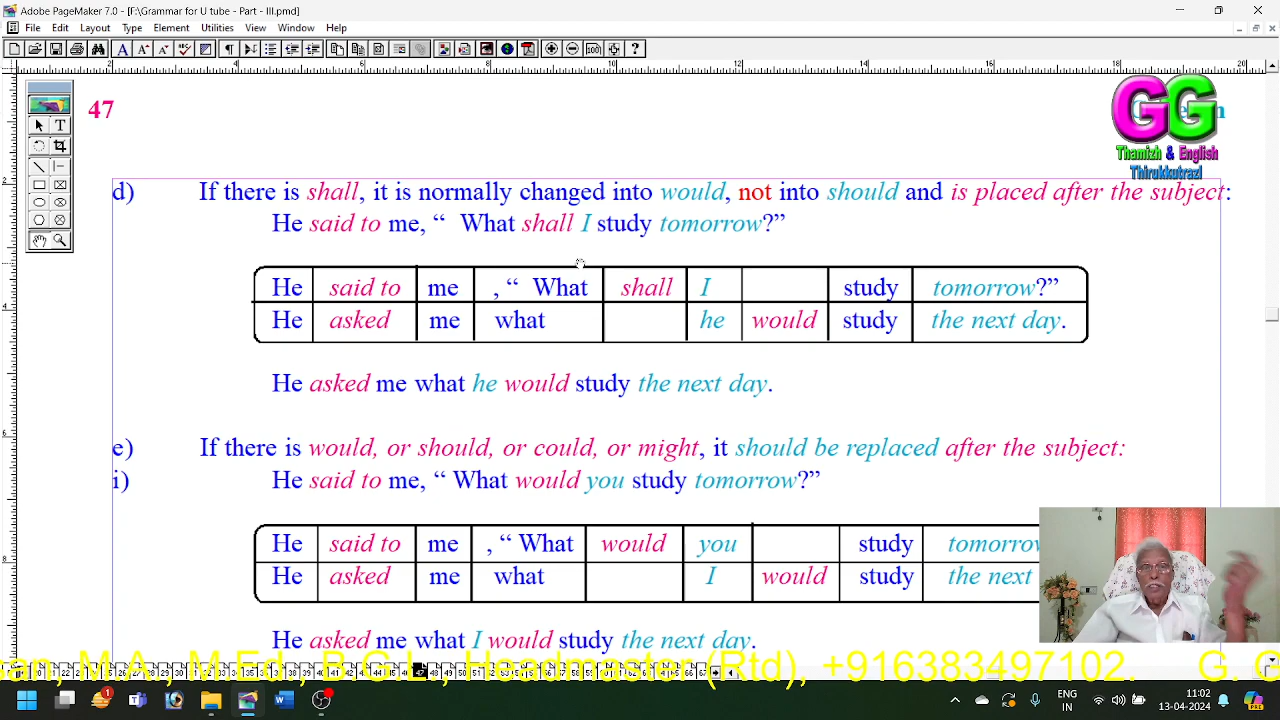 Adobe PageMaker 7.0 - [F:\Grammar for U tube - Part - III.pmd]
File Edit Layout Type Element Utilities View Window Help
47
GG
Thamizh & English
Thirukkutrazi
d) If there is shall, it is normally changed into would, not into should and is placed after the subject:
He said to me, “ What shall I study tomorrow?”
He said to me , “ What shall I study tomorrow?”
He asked me what he would study the next day.
He asked me what he would study the next day.
e) If there is would, or should, or could, or might, it should be replaced after the subject:
i) He said to me, “ What would you study tomorrow?”
He said to me , “ What would you study tomorrow
He asked me what I would study the next
He asked me what I would study the next day.
san, M.A., M.Ed., B.G.L., Headmaster (Rtd), +916383497102. G.
ENG
IN
11:02
13-04-2024